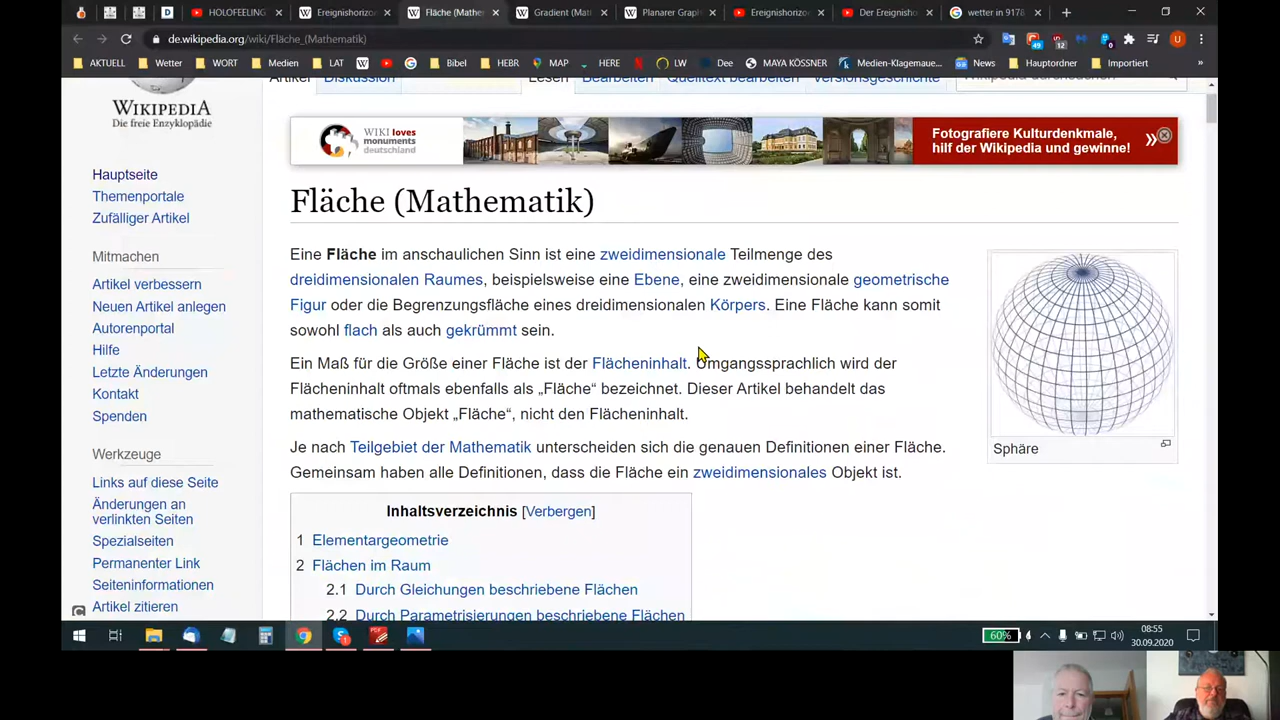 HOLOFEELING
Ereignishorizo
Fläche (Mathe
Gradient (Mat
Planarer Grap
Ereignishorizo
Der Ereignish
wetter in 9178
de.wikipedia.org/wiki/Fläche_(Mathematik)
49
12
0
U
AKTUELL
Wetter
WORT
Medien
LAT
Bibel
HEBR
MAP
HERE
LW
Dee
MAYA KÖSSNER
Medien-Klagemaue...
News
Hauptordner
Importiert
»
Artikel
Diskussion
Lesen
Bearbeiten
Quelltext bearbeiten
Versionsgeschichte
Wikipedia durchsuchen
WIKIPEDIA
Die freie Enzyklopädie
WIKI loves
monuments
deutschland
Fotografiere Kulturdenkmale,
hilf der Wikipedia und gewinne!
Hauptseite
Themenportale
Zufälliger Artikel
Mitmachen
Artikel verbessern
Neuen Artikel anlegen
Autorenportal
Hilfe
Letzte Änderungen
Kontakt
Spenden
Werkzeuge
Links auf diese Seite
Änderungen an
verlinkten Seiten
Spezialseiten
Permanenter Link
Seiteninformationen
Artikel zitieren
Fläche (Mathematik)
Eine Fläche im anschaulichen Sinn ist eine zweidimensionale Teilmenge des
dreidimensionalen Raumes, beispielsweise eine Ebene, eine zweidimensionale geometrische
Figur oder die Begrenzungsfläche eines dreidimensionalen Körpers. Eine Fläche kann somit
sowohl flach als auch gekrümmt sein.
Ein Maß für die Größe einer Fläche ist der Flächeninhalt. Umgangssprachlich wird der
Flächeninhalt oftmals ebenfalls als „Fläche“ bezeichnet. Dieser Artikel behandelt das
mathematische Objekt „Fläche“, nicht den Flächeninhalt.
Je nach Teilgebiet der Mathematik unterscheiden sich die genauen Definitionen einer Fläche.
Gemeinsam haben alle Definitionen, dass die Fläche ein zweidimensionales Objekt ist.
Sphäre
Inhaltsverzeichnis [Verbergen]
1 Elementargeometrie
2 Flächen im Raum
2.1 Durch Gleichungen beschriebene Flächen
2.2 Durch Parametrisierungen beschriebene Flächen
60%
08:55
30.09.2020